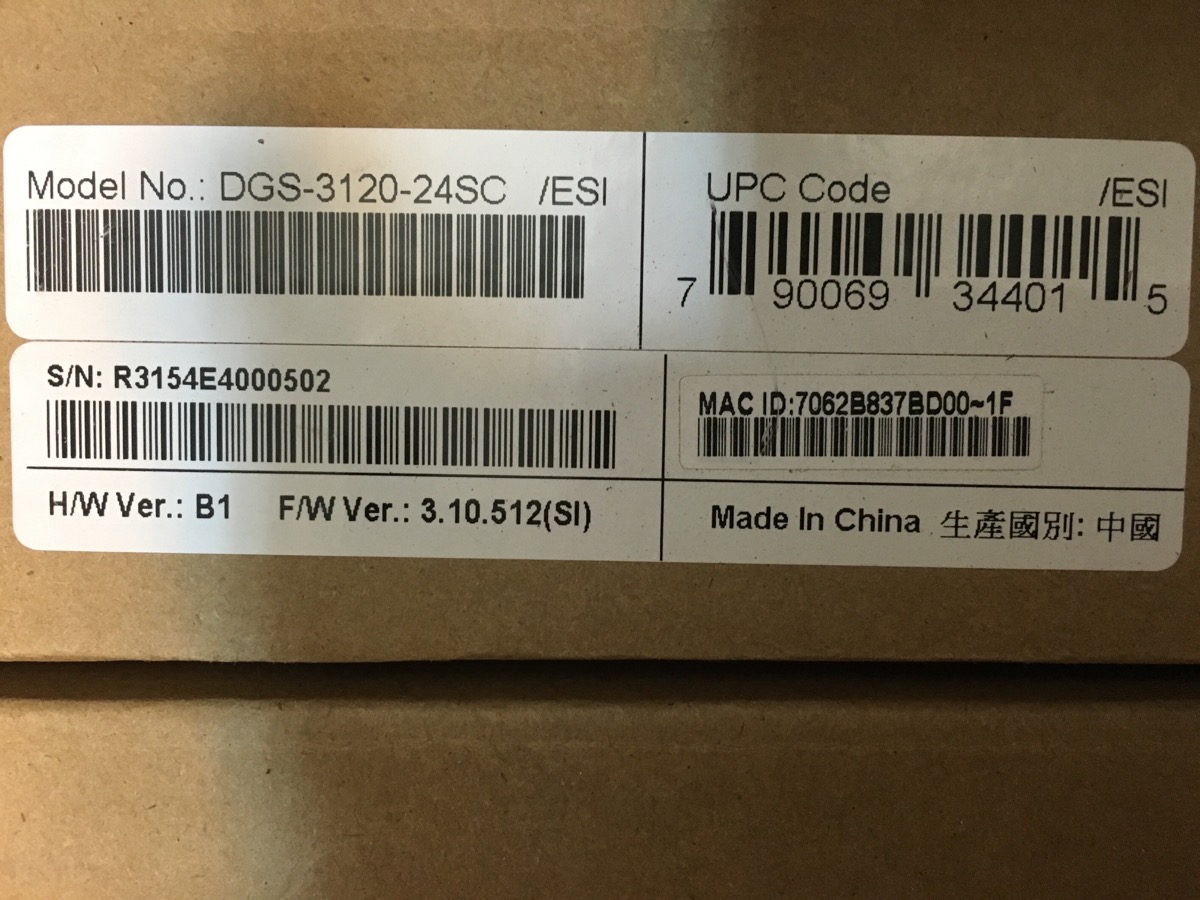 Model No.: DGS-3120-24SC /ESI
UPC Code /ESI
7 90069 34401 5
S/N: R3154E4000502
MAC ID:7062B837BD00~1F
H/W Ver.: B1 F/W Ver.: 3.10.512(SI)
Made In China 生產國別: 中國